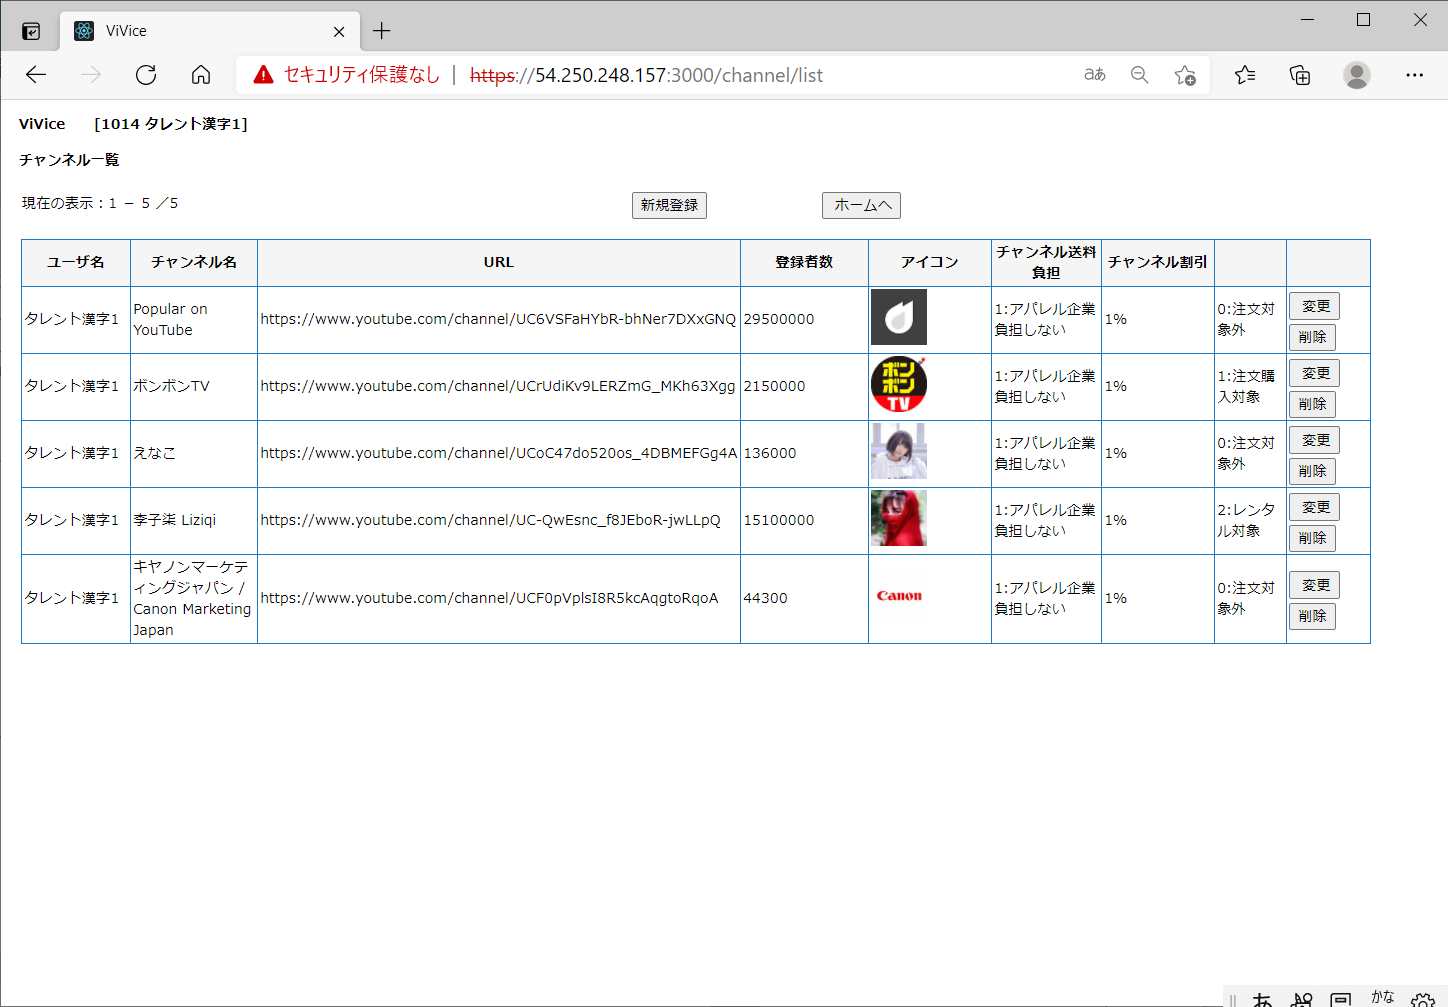 ViVice
セキュリティ保護なし | https://54.250.248.157:3000/channel/list
aあ
ViVice [1014 タレント漢字1]
チャンネル一覧
現在の表示：1 － 5 ／5
新規登録 ホームへ
ユーザ名 チャンネル名 URL 登録者数 アイコン チャンネル送料 チャンネル割引
負担
タレント漢字1 Popular on
YouTube
https://www.youtube.com/channel/UC6VSFaHYbR-bhNer7DXxGNQ 29500000
1:アパレル企業
負担しない
1%
0:注文対
象外
変更
削除
タレント漢字1 ボンボンTV https://www.youtube.com/channel/UCrUdiKv9LERZmG_MKh63Xgg 2150000
ボン
ボン
TV
1:アパレル企業
負担しない
1%
1:注文購
入対象
変更
削除
タレント漢字1 えなこ https://www.youtube.com/channel/UCoC47do520os_4DBMEFGg4A 136000
1:アパレル企業
負担しない
1%
0:注文対
象外
変更
削除
タレント漢字1 李子柒 Liziqi https://www.youtube.com/channel/UC-QwEsnc_f8JEboR-jwLLpQ 15100000
1:アパレル企業
負担しない
1%
2:レンタ
ル対象
変更
削除
タレント漢字1
キヤノンマーケテ
ィングジャパン /
Canon Marketing
Japan
https://www.youtube.com/channel/UCF0pVplsI8R5kcAqgtoRqoA 44300
Canon
1:アパレル企業
負担しない
1%
0:注文対
象外
変更
削除
あ かな